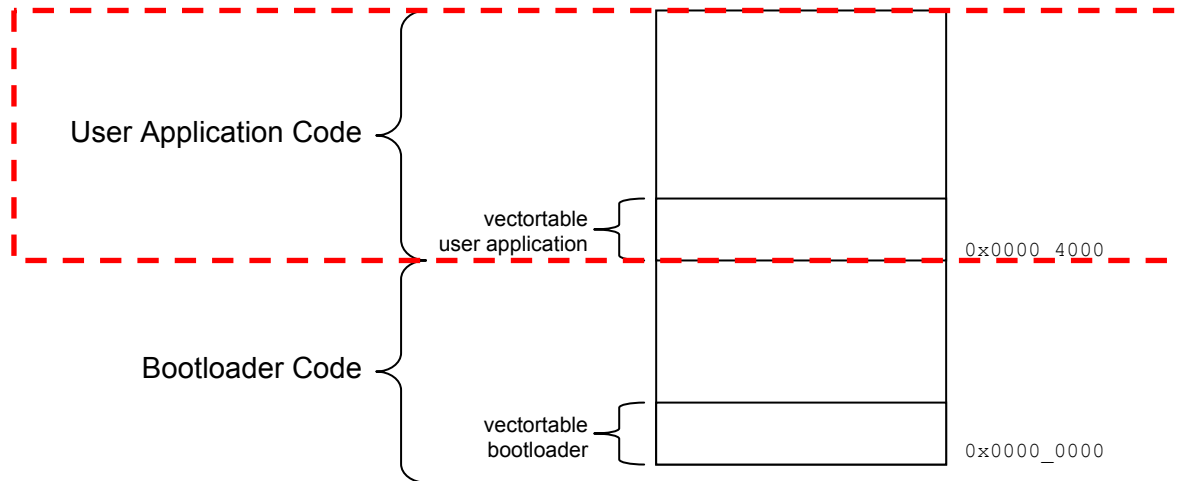 User Application Code
vectortable
user application
0x0000_4000
Bootloader Code
vectortable
bootloader
0x0000_0000